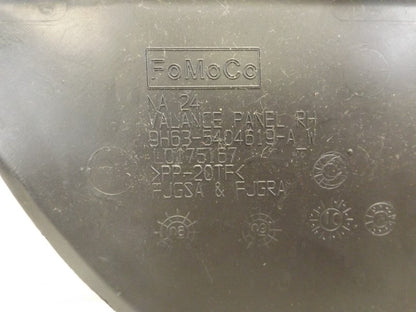 FoMoCo
NA 24
VALANCE PANEL RH
9H63-5404619-A W
>PP-20TF<
FJGSA & FJGRA